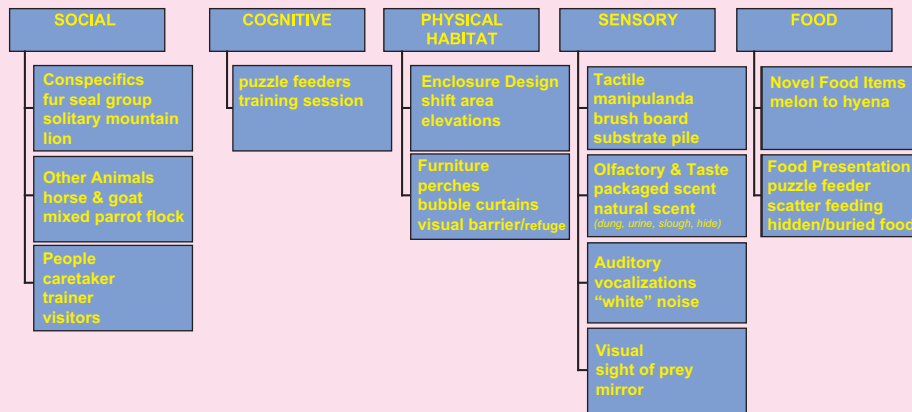 SOCIAL
Conspecifics
fur seal group
solitary mountain
lion
Other Animals
horse & goat
mixed parrot flock
People
caretaker
trainer
visitors
COGNITIVE
puzzle feeders
training session
PHYSICAL
HABITAT
Enclosure Design
shift area
elevations
Furniture
perches
bubble curtains
visual barrier/refuge
SENSORY
Tactile
manipulanda
brush board
substrate pile
Olfactory & Taste
packaged scent
natural scent
(dung, urine, slough, hide)
Auditory
vocalizations
“white” noise
Visual
sight of prey
mirror
FOOD
Novel Food Items
melon to hyena
Food Presentation
puzzle feeder
scatter feeding
hidden/buried food